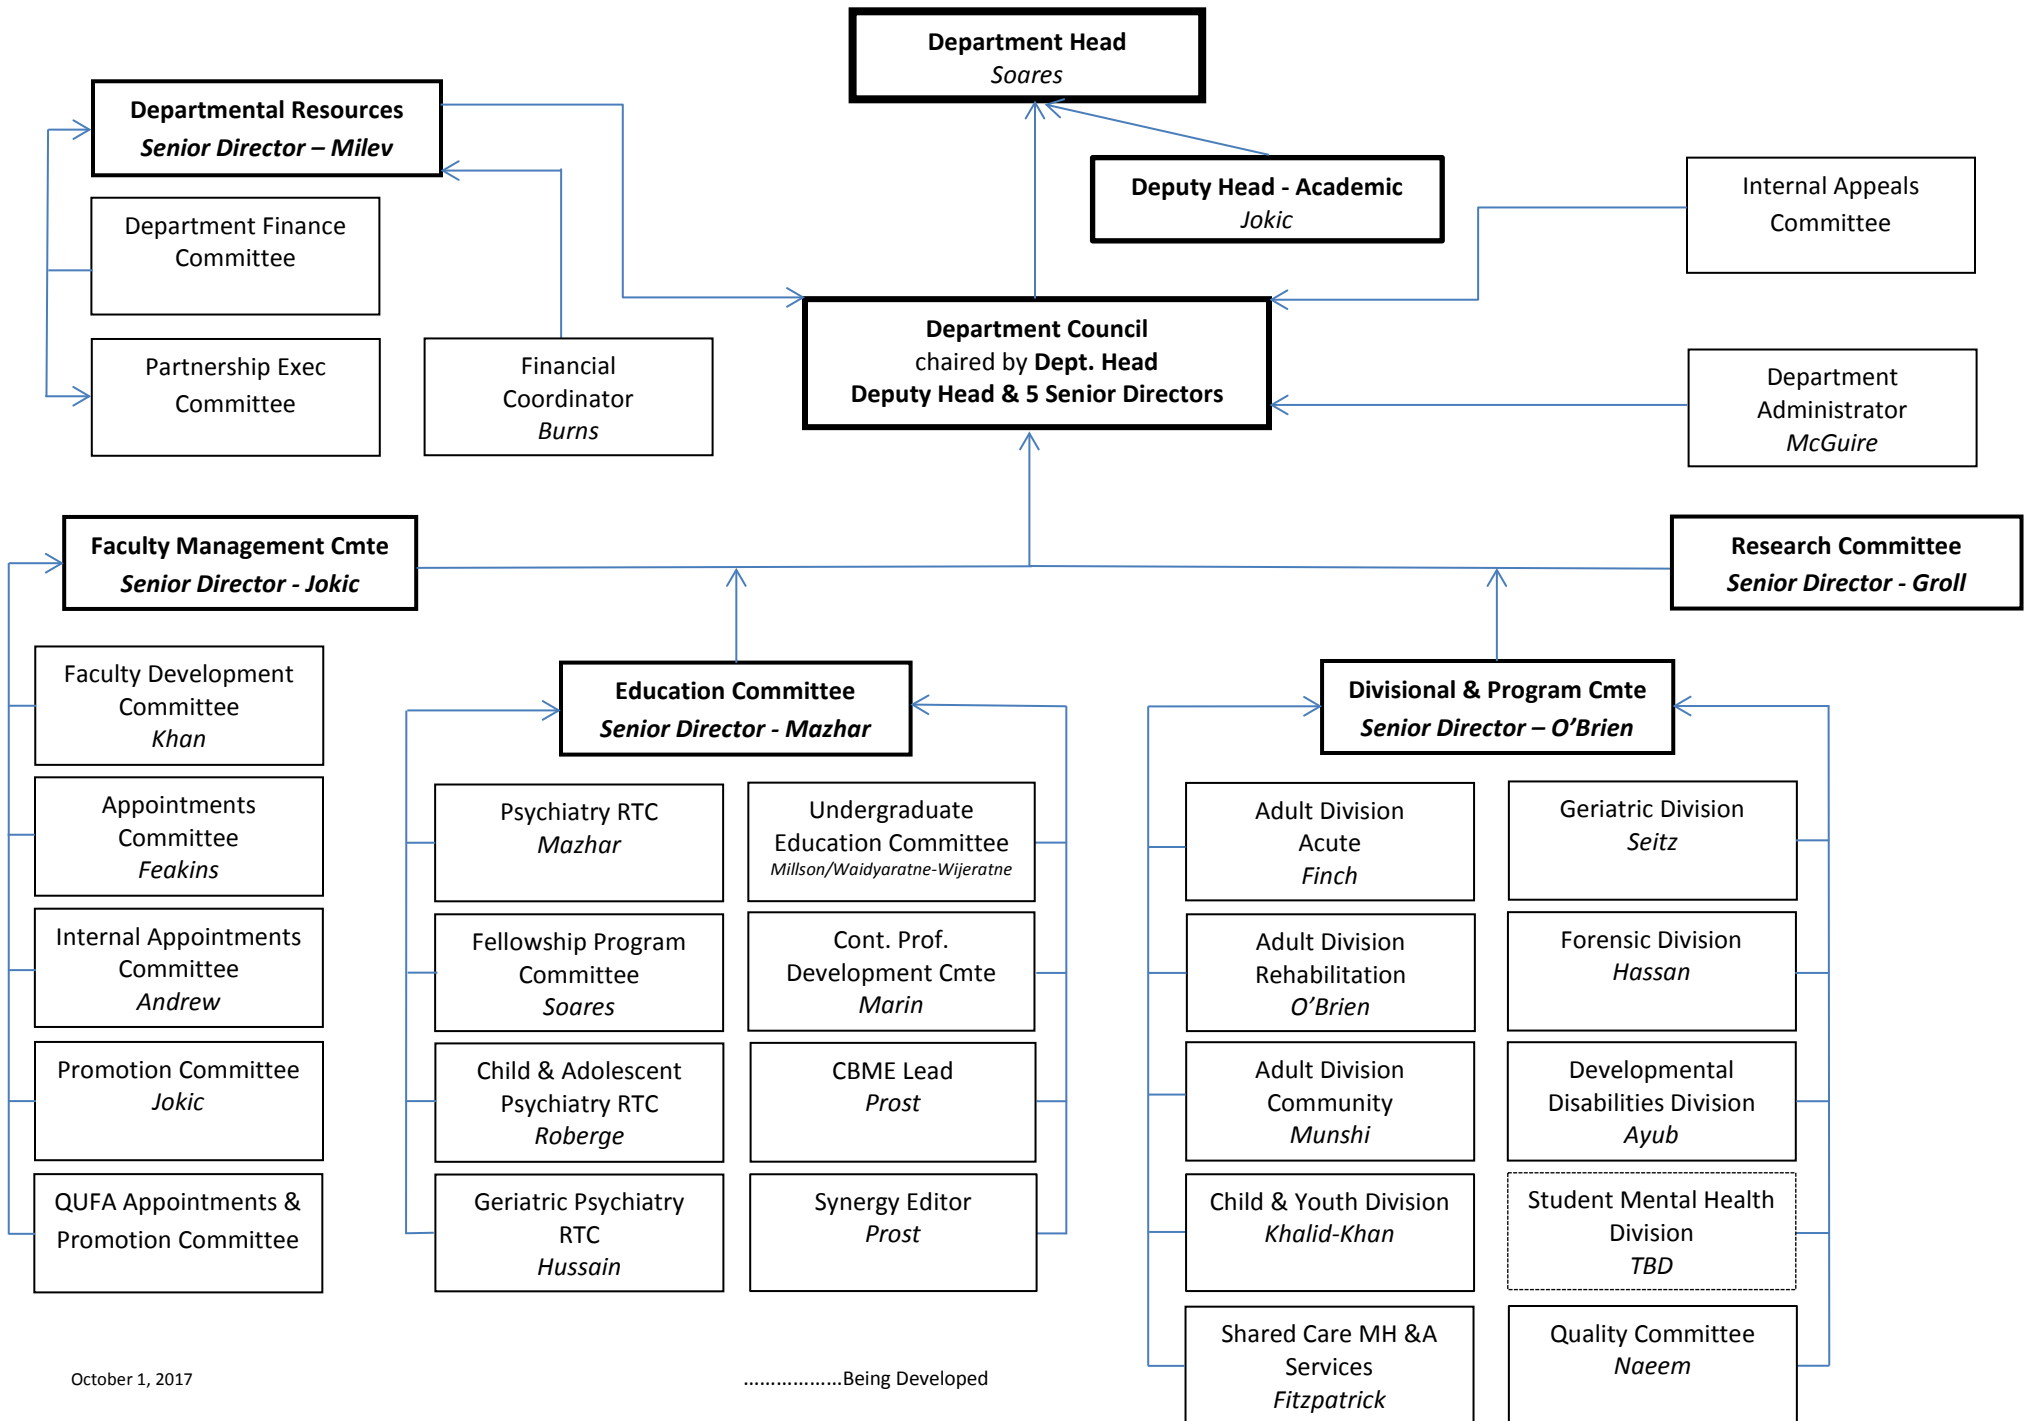 Department Head
Soares
Departmental Resources
Senior Director – Milev
Deputy Head - Academic
Jokic
Internal Appeals
Committee
Department Finance
Committee
Partnership Exec
Committee
Financial
Coordinator
Burns
Department Council
chaired by Dept. Head
Deputy Head & 5 Senior Directors
Department
Administrator
McGuire
Faculty Management Cmte
Senior Director - Jokic
Research Committee
Senior Director - Groll
Faculty Development
Committee
Khan
Appointments
Committee
Feakins
Internal Appointments
Committee
Andrew
Promotion Committee
Jokic
QUFA Appointments &
Promotion Committee
Education Committee
Senior Director - Mazhar
Psychiatry RTC
Mazhar
Undergraduate
Education Committee
Millson/Waidyaratne-Wijeratne
Fellowship Program
Committee
Soares
Cont. Prof.
Development Cmte
Marin
Child & Adolescent
Psychiatry RTC
Roberge
CBME Lead
Prost
Geriatric Psychiatry
RTC
Hussain
Synergy Editor
Prost
Divisional & Program Cmte
Senior Director – O’Brien
Adult Division
Acute
Finch
Geriatric Division
Seitz
Adult Division
Rehabilitation
O’Brien
Forensic Division
Hassan
Adult Division
Community
Munshi
Developmental
Disabilities Division
Ayub
Child & Youth Division
Khalid-Khan
Student Mental Health
Division
TBD
Shared Care MH &A
Services
Fitzpatrick
Quality Committee
Naeem
October 1, 2017
………………Being Developed